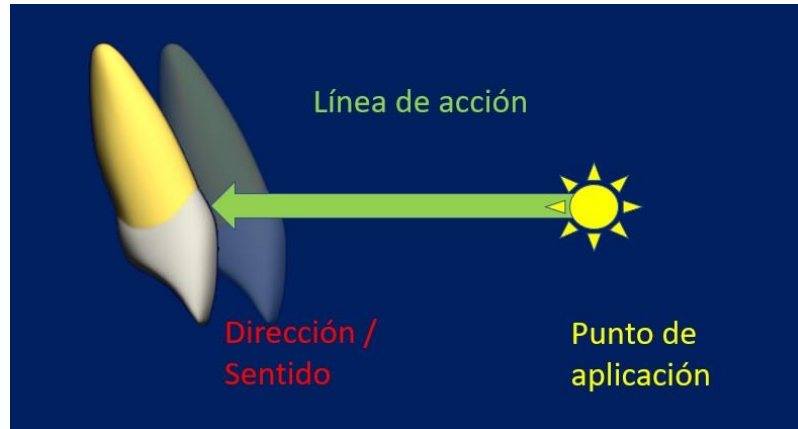 Línea de acción
Dirección /
Sentido
Punto de
aplicación